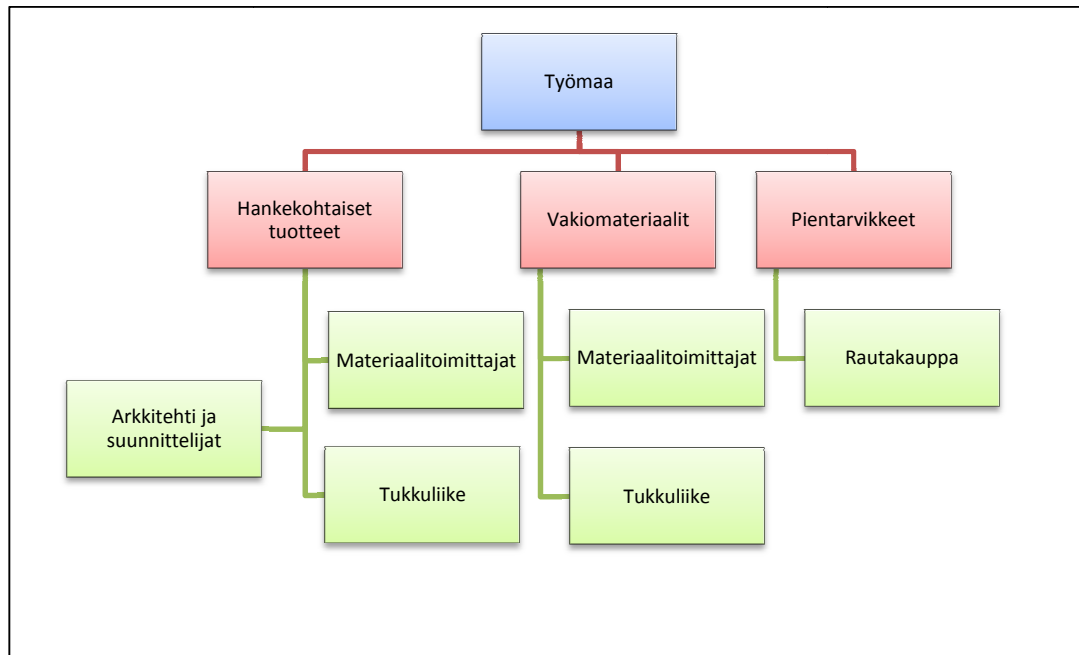 Työmaa
Hankekohtaiset
tuotteet
Vakiomateriaalit
Pientarvikkeet
Materiaalitoimittajat
Materiaalitoimittajat
Rautakauppa
Arkkitehti ja
suunnittelijat
Tukkuliike
Tukkuliike